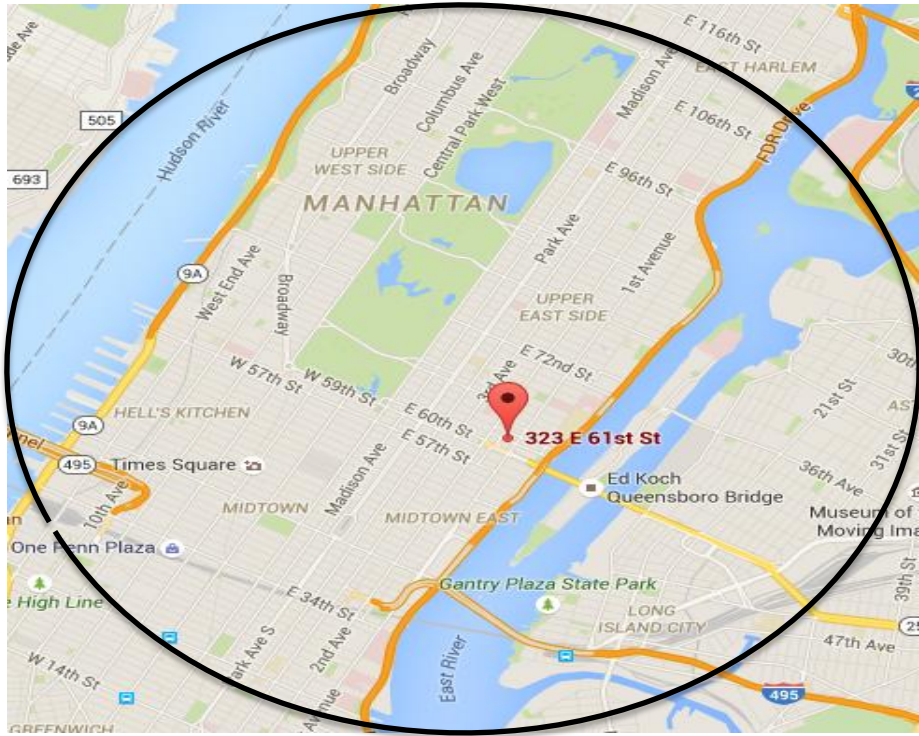 E 116th St
Broadway
Columbus Ave
Madison Ave
EAST HARLEM
505
Hudson River
Central Park West
E 106th St
FDR Drive
UPPER
WEST SIDE
E 96th St
693
MANHATTAN
Park Ave
9A
West End Ave
Broadway
1st Avenue
UPPER
EAST SIDE
E 72nd St
3rd Ave
W 57th St
W 59th St
21st St
31st St
HELL'S KITCHEN
E 60th St
E 57th St
323 E 61st St
9A
495
Times Square
Madison Ave
36th Ave
Ed Koch
Queensboro Bridge
10th Ave
MIDTOWN
MIDTOWN EAST
Museum of
One Penn Plaza
Gantry Plaza State Park
39th St
High Line
E 34th St
LONG
ISLAND CITY
47th Ave
2nd Ave
W 14th St
East River
Avenue
495
GREENWICH